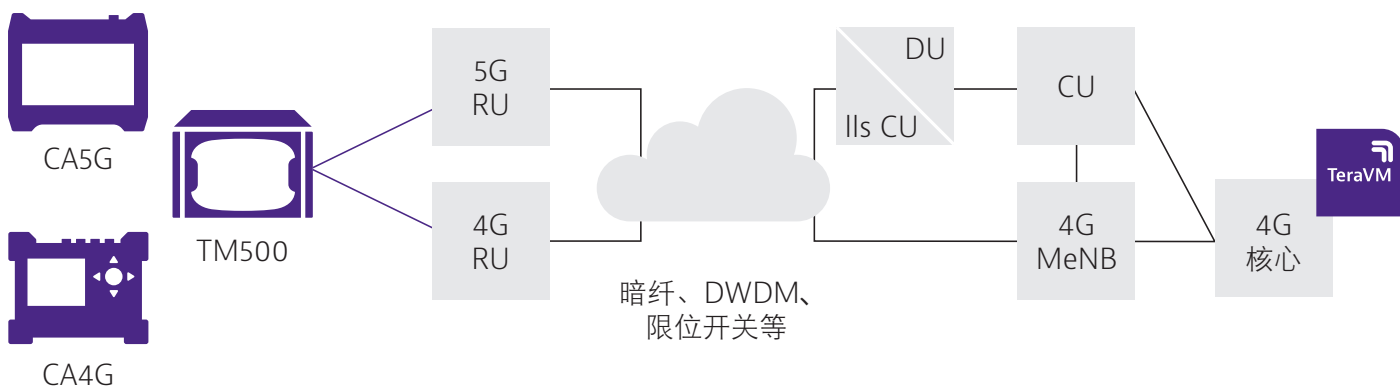 CA5G
CA4G
TM500
5G
RU
4G
RU
暗纤、DWDM、
限位开关等
DU
lls CU
CU
4G
MeNB
4G
核心
TeraVM